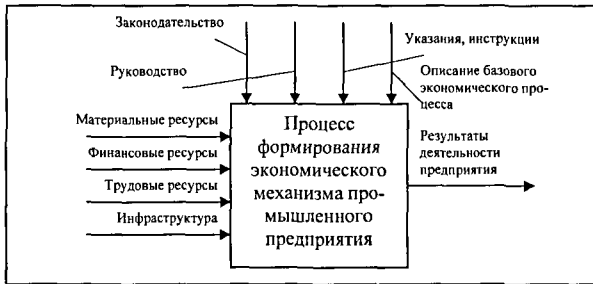 Законодательство
Указания, инструкции
Руководство
Описание базового
экономического про-
цесса
Материальные ресурсы
Финансовые ресурсы
Трудовые ресурсы
Инфраструктура
Процесс
формирования
экономического
механизма про-
мышленного
предприятия
Результаты
деятельности
предприятия